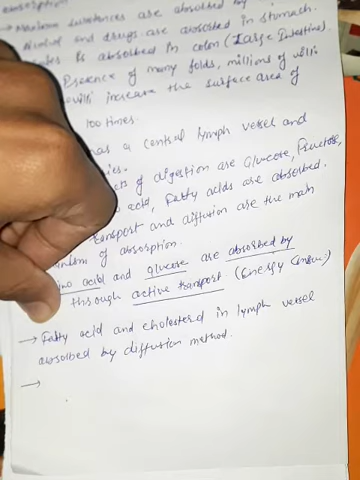 absorption
→ Maximum substances are absorbed by
Alcohol and drugs are absorbed in stomach.
is absorbed in colon (Large Intestine).
Presence of many folds, millions of villi
increase the surface area of
100 times.
has a central lymph vessel and
of digestion are Glucose, Fructose,
acid, Fatty acids are absorbed.
transport and diffusion are the main
of absorption.
acid and glucose are absorbed by
through active transport. (Energy
→ Fatty acid and cholesterol in lymph vessel
absorbed by diffusion method.
→